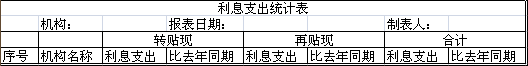 利息支出统计表
机构： 报表日期： 制表人：
转贴现 再贴现 合计
序号 机构名称 利息支出 比去年同期 利息支出 比去年同期 利息支出 比去年同期